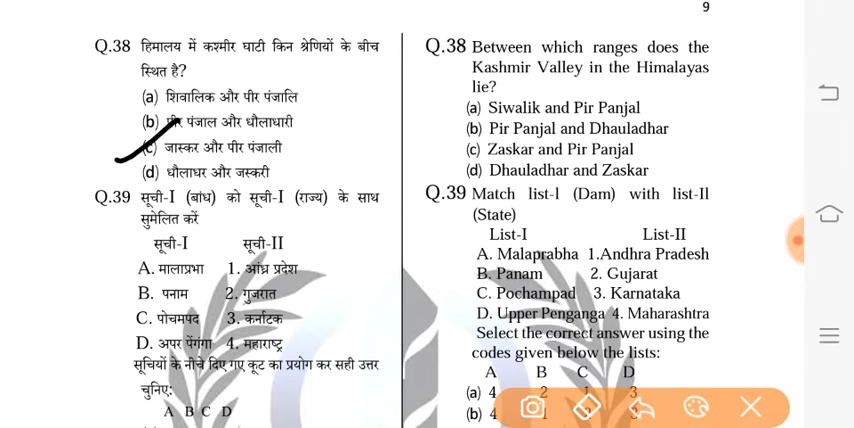 9
Q.38 हिमालय में कश्मीर घाटी किन श्रेणियों के बीच
स्थित है?
(a) शिवालिक और पीर पंजालि
(b) पीर पंजाल और धौलाधारी
(c) जास्कर और पीर पंजाली
(d) धौलाधर और जस्करी
Q.39 सूची-I (बांध) को सूची-I (राज्य) के साथ
सुमेलित करें
सूची-I सूची-II
A. मालाप्रभा 1. आंध्र प्रदेश
B. पनाम 2. गुजरात
C. पोचमपद 3. कर्नाटक
D. अपर पेंगंगा 4. महाराष्ट्र
सूचियों के नीचे दिए गए कूट का प्रयोग कर सही उत्तर
चुनिए:
A B C D
Q.38 Between which ranges does the
Kashmir Valley in the Himalayas
lie?
(a) Siwalik and Pir Panjal
(b) Pir Panjal and Dhauladhar
(c) Zaskar and Pir Panjal
(d) Dhauladhar and Zaskar
Q.39 Match list-l (Dam) with list-Il
(State)
List-I List-II
A. Malaprabha 1.Andhra Pradesh
B. Panam 2. Gujarat
C. Pochampad 3. Karnataka
D. Upper Penganga 4. Maharashtra
Select the correct answer using the
codes given below the lists:
A B C D
(a) 4 2 1 3
(b) 4 1